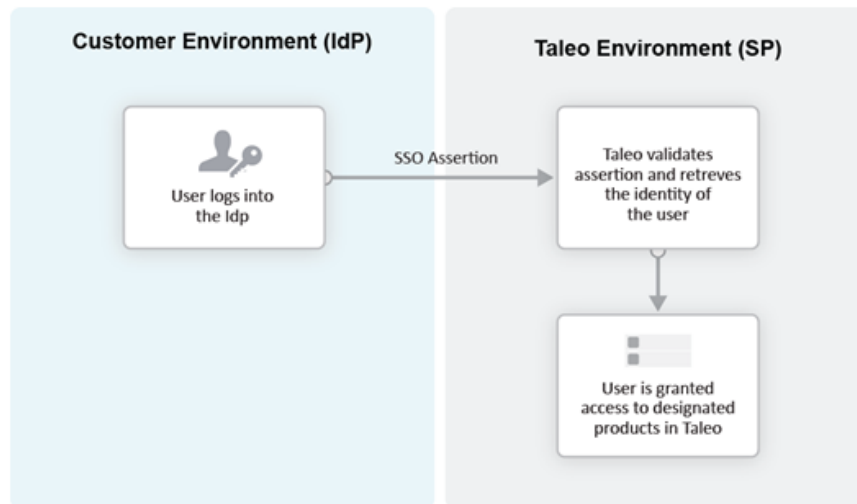 Customer Environment (IdP)
Taleo Environment (SP)
User logs into
the Idp
SSO Assertion
Taleo validates
assertion and retreves
the identity of
the user
User is granted
access to designated
products in Taleo